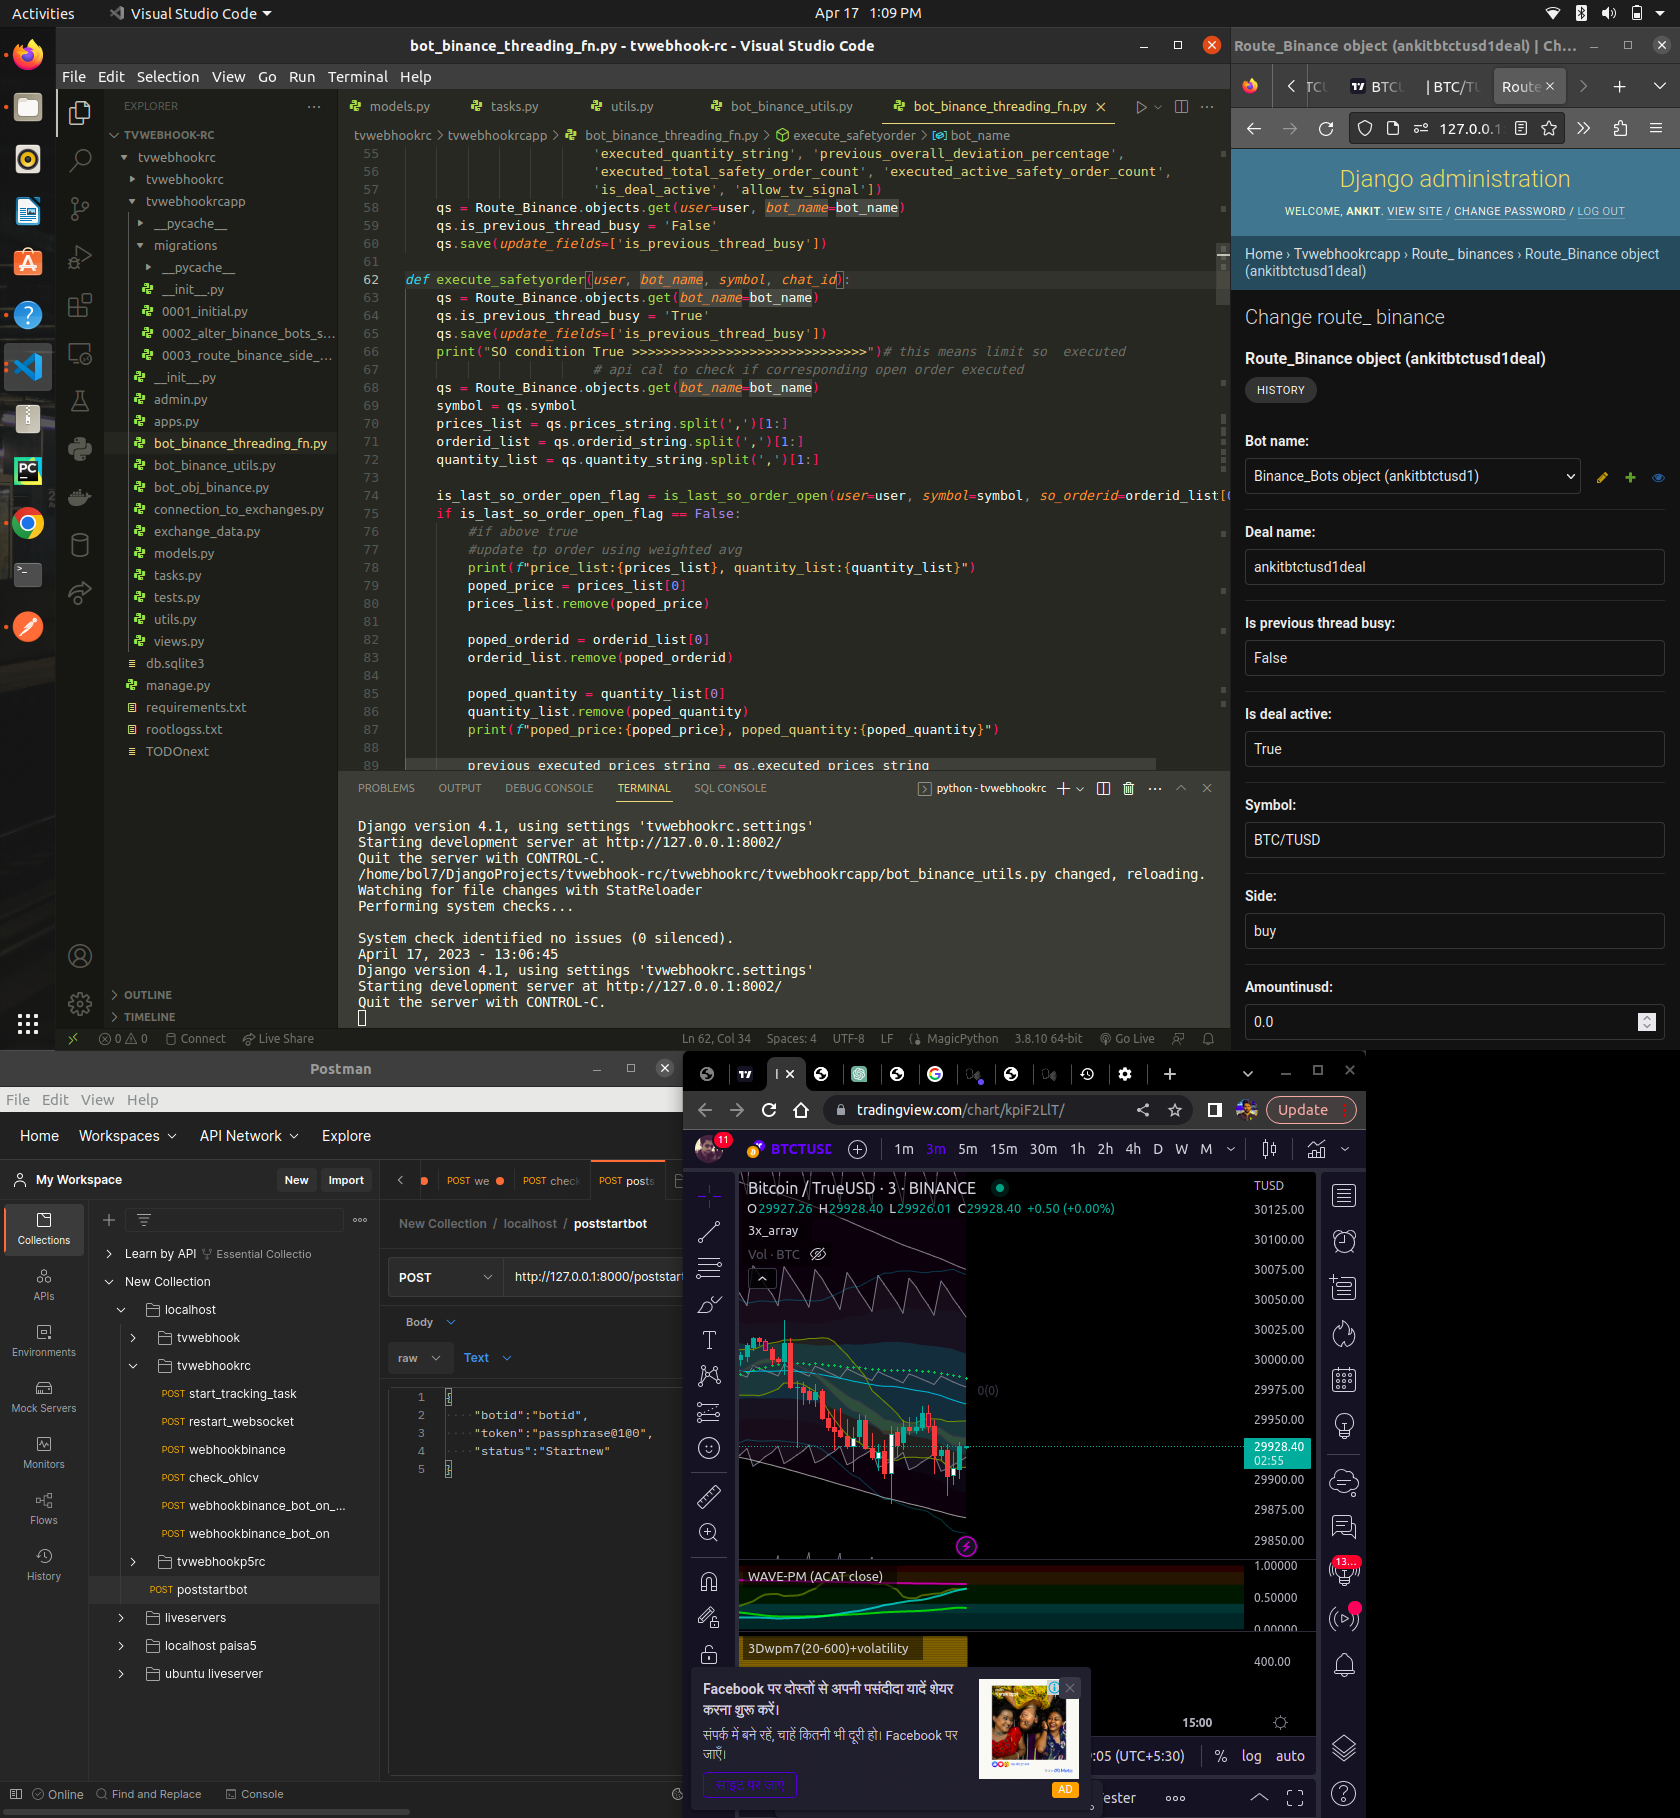 Activities
Visual Studio Code
Apr 17 1:09 PM
bot_binance_threading_fn.py - tvwebhook-rc - Visual Studio Code
File Edit Selection View Go Run Terminal Help
EXPLORER
TVWEBHOOK-RC
tvwebhookrc
tvwebhookrc
tvwebhookrcapp
__pycache__
migrations
__pycache__
__init__.py
0001_initial.py
0002_alter_binance_bots_s...
0003_route_binance_side_...
__init__.py
admin.py
apps.py
bot_binance_threading_fn.py
bot_binance_utils.py
bot_obj_binance.py
connection_to_exchanges.py
exchange_data.py
models.py
tasks.py
tests.py
utils.py
views.py
db.sqlite3
manage.py
requirements.txt
rootlogss.txt
TODOnext
OUTLINE
TIMELINE
models.py tasks.py utils.py bot_binance_utils.py bot_binance_threading_fn.py
tvwebhookrc > tvwebhookrcapp > bot_binance_threading_fn.py > execute_safetyorder > bot_name
55 'executed_quantity_string', 'previous_overall_deviation_percentage',
56 'executed_total_safety_order_count', 'executed_active_safety_order_count',
57 'is_deal_active', 'allow_tv_signal'])
58 qs = Route_Binance.objects.get(user=user, bot_name=bot_name)
59 qs.is_previous_thread_busy = 'False'
60 qs.save(update_fields=['is_previous_thread_busy'])
61
62 def execute_safetyorder(user, bot_name, symbol, chat_id):
63 qs = Route_Binance.objects.get(bot_name=bot_name)
64 qs.is_previous_thread_busy = 'True'
65 qs.save(update_fields=['is_previous_thread_busy'])
66 print("SO condition True >>>>>>>>>>>>>>>>>>>>>>>>>>>>>>")# this means limit so executed
67 # api cal to check if corresponding open order executed
68 qs = Route_Binance.objects.get(bot_name=bot_name)
69 symbol = qs.symbol
70 prices_list = qs.prices_string.split(',')[1:]
71 orderid_list = qs.orderid_string.split(',')[1:]
72 quantity_list = qs.quantity_string.split(',')[1:]
73
74 is_last_so_order_open_flag = is_last_so_order_open(user=user, symbol=symbol, so_orderid=orderid_list[0
75 if is_last_so_order_open_flag == False:
76 #if above true
77 #update tp order using weighted avg
78 print(f"price_list:{prices_list}, quantity_list:{quantity_list}")
79 poped_price = prices_list[0]
80 prices_list.remove(poped_price)
81
82 poped_orderid = orderid_list[0]
83 orderid_list.remove(poped_orderid)
84
85 poped_quantity = quantity_list[0]
86 quantity_list.remove(poped_quantity)
87 print(f"poped_price:{poped_price}, poped_quantity:{poped_quantity}")
88
89 previous_executed_prices_string = qs.executed_prices_string
PROBLEMS OUTPUT DEBUG CONSOLE TERMINAL SQL CONSOLE python - tvwebhookrc
Django version 4.1, using settings 'tvwebhookrc.settings'
Starting development server at http://127.0.0.1:8002/
Quit the server with CONTROL-C.
/home/bol7/DjangoProjects/tvwebhook-rc/tvwebhookrc/tvwebhookrcapp/bot_binance_utils.py changed, reloading.
Watching for file changes with StatReloader
Performing system checks...
System check identified no issues (0 silenced).
April 17, 2023 - 13:06:45
Django version 4.1, using settings 'tvwebhookrc.settings'
Starting development server at http://127.0.0.1:8002/
Quit the server with CONTROL-C.
0 0 Connect Live Share Ln 62, Col 34 Spaces: 4 UTF-8 LF MagicPython 3.8.10 64-bit Go Live
Route_Binance object (ankitbtctusd1deal) | Ch...
BTCU | BTC/TU Route
127.0.0.1
Django administration
WELCOME, ANKIT. VIEW SITE / CHANGE PASSWORD / LOG OUT
Home › Tvwebhookrcapp › Route_ binances › Route_Binance object
(ankitbtctusd1deal)
Change route_ binance
Route_Binance object (ankitbtctusd1deal)
HISTORY
Bot name:
Binance_Bots object (ankitbtctusd1)
Deal name:
ankitbtctusd1deal
Is previous thread busy:
False
Is deal active:
True
Symbol:
BTC/TUSD
Side:
buy
Amountinusd:
0.0
Postman
File Edit View Help
Home Workspaces API Network Explore
My Workspace
New Import
Collections
APIs
Environments
Mock Servers
Monitors
Flows
History
Learn by API Essential Collectio
New Collection
localhost
tvwebhook
tvwebhookrc
POST start_tracking_task
POST restart_websocket
POST webhookbinance
POST check_ohlcv
POST webhookbinance_bot_on_...
POST webhookbinance_bot_on
tvwebhookp5rc
POST poststartbot
liveservers
localhost paisa5
ubuntu liveserver
Online Find and Replace Console
POST we POST check POST posts
New Collection / localhost / poststartbot
POST http://127.0.0.1:8000/poststart
Body
raw Text
1 {
2 "botid":"botid",
3 "token":"passphrase@1@0",
4 "status":"Startnew"
5 }
tradingview.com/chart/kpiF2LlT/
Update
11 BTCTUSD 1m 3m 5m 15m 30m 1h 2h 4h D W M
Bitcoin / TrueUSD · 3 · BINANCE
O29927.26 H29928.40 L29926.01 C29928.40 +0.50 (+0.00%)
3x_array
Vol · BTC
0(0)
TUSD
30125.00
30100.00
30075.00
30050.00
30025.00
30000.00
29975.00
29950.00
29928.40
02:55
29900.00
29875.00
29850.00
WAVE-PM (ACAT close)
1.00000
0.50000
0.00000
3Dwpm7(20-600)+volatility
400.00
15:00
:05 (UTC+5:30) % log auto
ester
13...
Facebook पर दोस्तों से अपनी पसंदीदा यादें शेयर
करना शुरू करें।
संपर्क में बने रहें, चाहें कितनी भी दूरी हो। Facebook पर
जाएँ।
साइट पर जाएं
AD